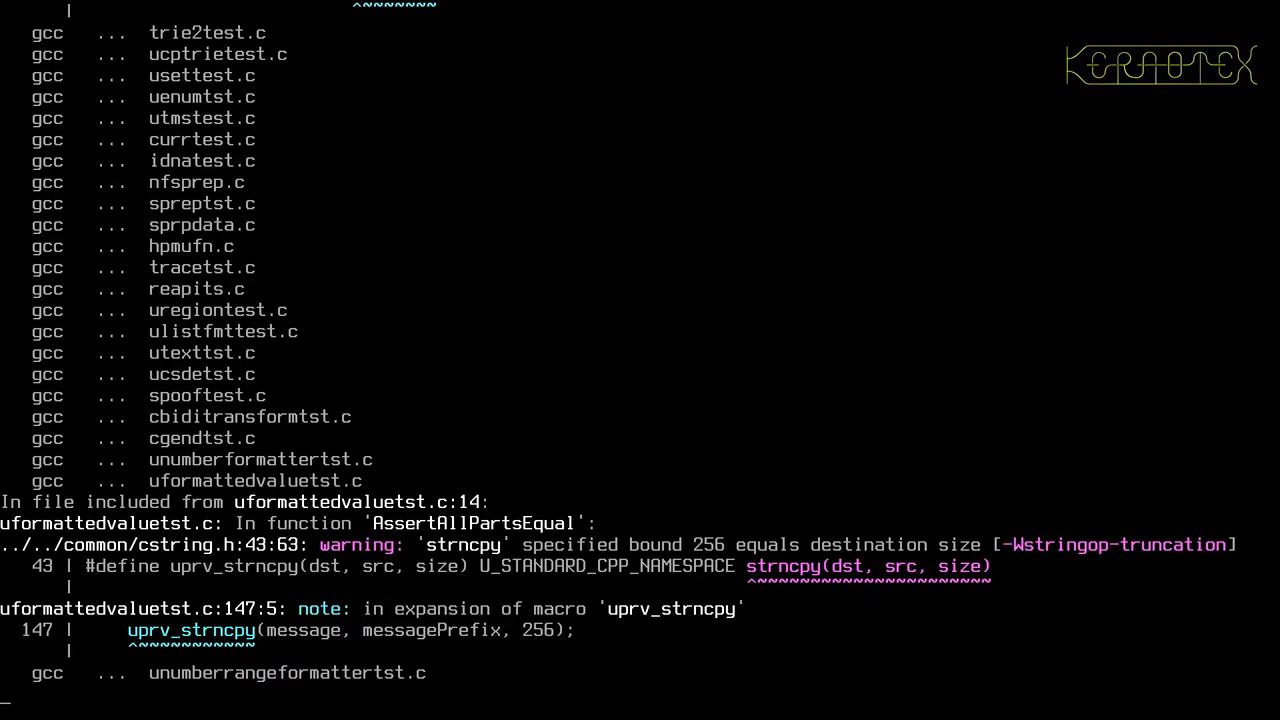 |                           ^~~~~~~~
gcc   ...  trie2test.c
gcc   ...  ucptrietest.c
gcc   ...  usettest.c
gcc   ...  uenumtst.c
gcc   ...  utmstest.c
gcc   ...  currtest.c
gcc   ...  idnatest.c
gcc   ...  nfsprep.c
gcc   ...  spreptst.c
gcc   ...  sprpdata.c
gcc   ...  hpmufn.c
gcc   ...  tracetst.c
gcc   ...  reapits.c
gcc   ...  uregiontest.c
gcc   ...  ulistfmttest.c
gcc   ...  utexttst.c
gcc   ...  ucsdetst.c
gcc   ...  spooftest.c
gcc   ...  cbiditransformtst.c
gcc   ...  cgendtst.c
gcc   ...  unumberformattertst.c
gcc   ...  uformattedvaluetst.c
In file included from uformattedvaluetst.c:14:
uformattedvaluetst.c: In function 'AssertAllPartsEqual':
../../common/cstring.h:43:63: warning: 'strncpy' specified bound 256 equals destination size [-Wstringop-truncation]
43 | #define uprv_strncpy(dst, src, size) U_STANDARD_CPP_NAMESPACE strncpy(dst, src, size)
|                                                               ^~~~~~~~~~~~~~~~~~~~~~~
uformattedvaluetst.c:147:5: note: in expansion of macro 'uprv_strncpy'
147 |     uprv_strncpy(message, messagePrefix, 256);
|     ^~~~~~~~~~~~
gcc   ...  unumberrangeformattertst.c
_